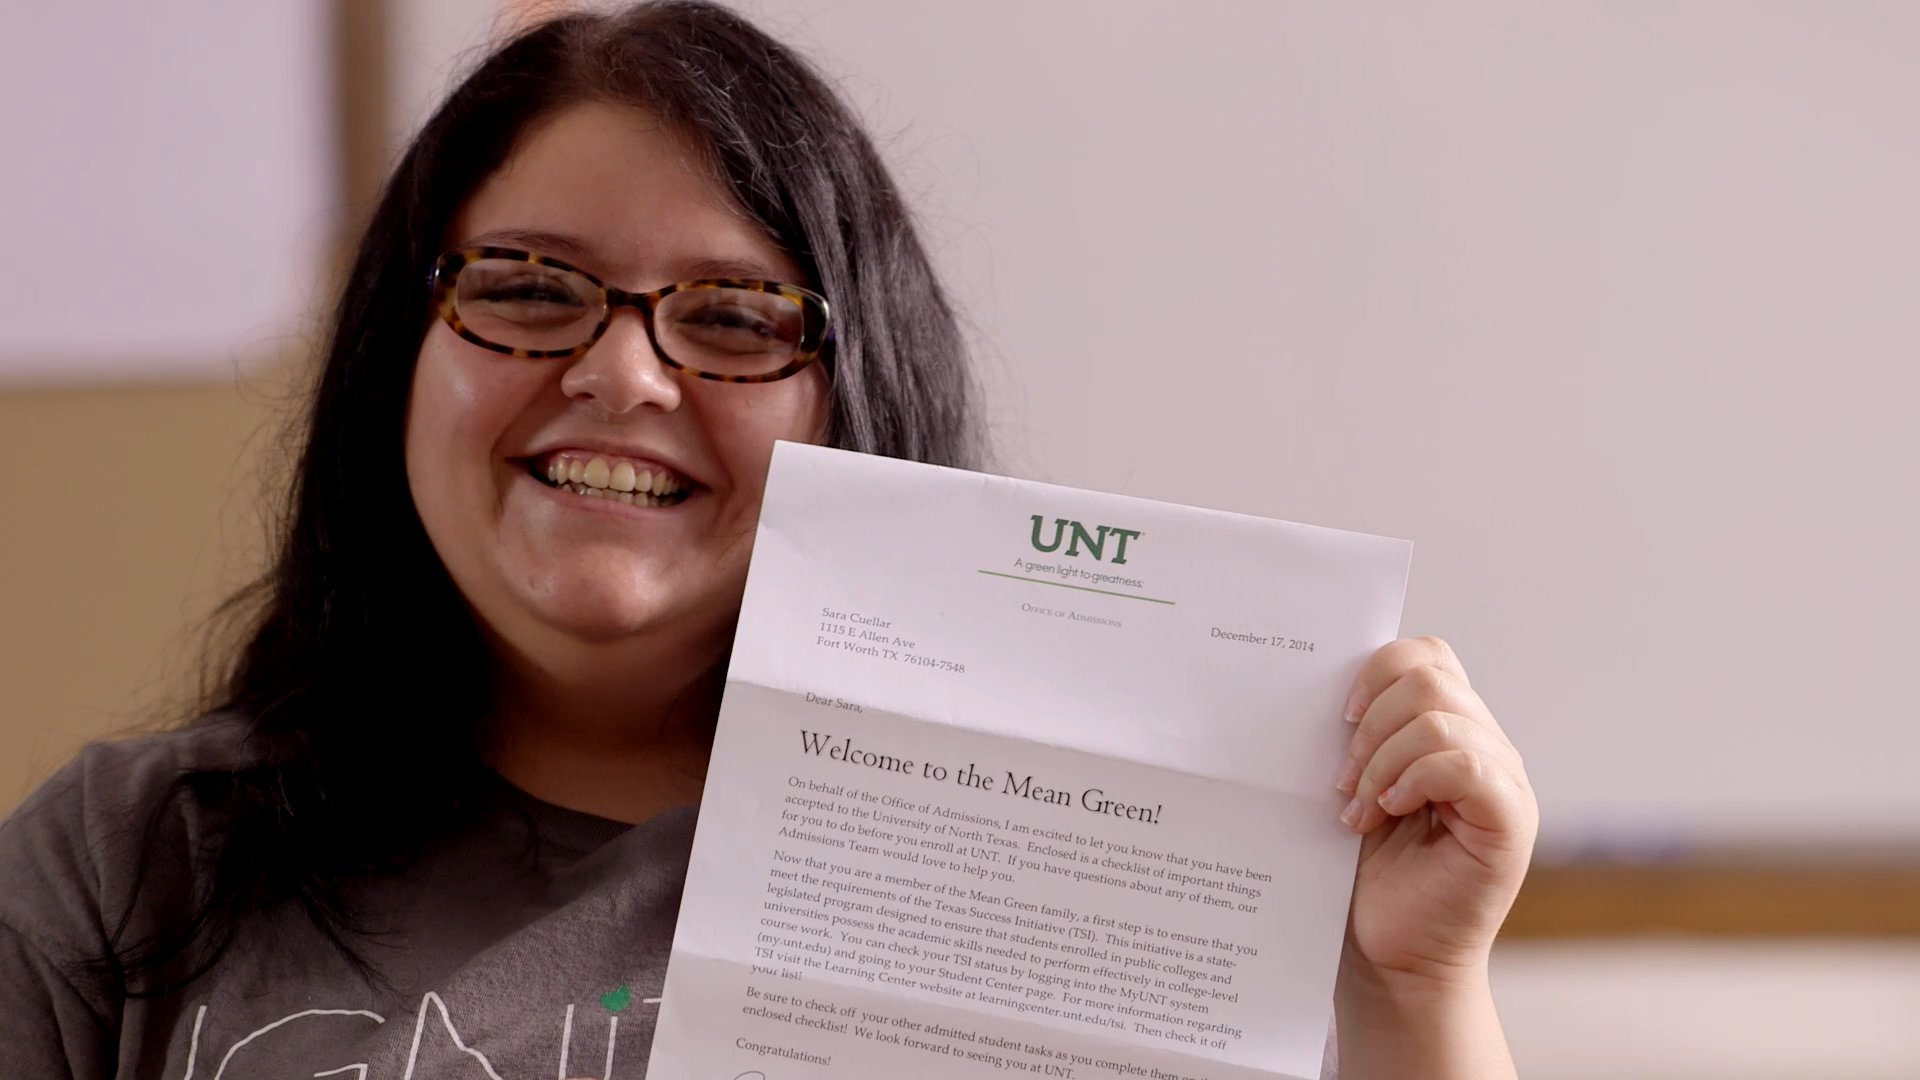 UNT
A green light to greatness.
OFFICE OF ADMISSIONS
Sara Cuellar
1115 E Allen Ave
Fort Worth TX 76104-7548
December 17, 2014
Dear Sara,
Welcome to the Mean Green!
On behalf of the Office of Admissions, I am excited to let you know that you have been
accepted to the University of North Texas. Enclosed is a checklist of important things
for you to do before you enroll at UNT. If you have questions about any of them, our
Admissions Team would love to help you.
Now that you are a member of the Mean Green family, a first step is to ensure that you
meet the requirements of the Texas Success Initiative (TSI). This initiative is a state-
legislated program designed to ensure that students enrolled in public colleges and
universities possess the academic skills needed to perform effectively in college-level
course work. You can check your TSI status by logging into the MyUNT system
(my.unt.edu) and going to your Student Center page. For more information regarding
TSI visit the Learning Center website at learningcenter.unt.edu/tsi. Then check it off
your list!
Be sure to check off your other admitted student tasks as you complete them on
enclosed checklist! We look forward to seeing you at UNT.
Congratulations!
IGNi